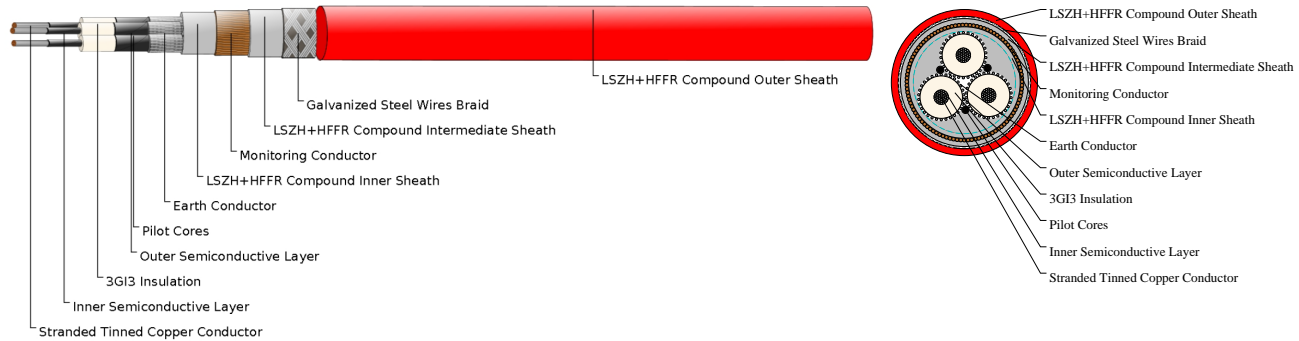 LSZH+HFFR Compound Outer Sheath
Galvanized Steel Wires Braid
LSZH+HFFR Compound Intermediate Sheath
Monitoring Conductor
LSZH+HFFR Compound Inner Sheath
Earth Conductor
Pilot Cores
Outer Semiconductive Layer
3GI3 Insulation
Inner Semiconductive Layer
Stranded Tinned Copper Conductor
LSZH+HFFR Compound Outer Sheath
Galvanized Steel Wires Braid
LSZH+HFFR Compound Intermediate Sheath
Monitoring Conductor
LSZH+HFFR Compound Inner Sheath
Earth Conductor
Outer Semiconductive Layer
3GI3 Insulation
Pilot Cores
Inner Semiconductive Layer
Stranded Tinned Copper Conductor